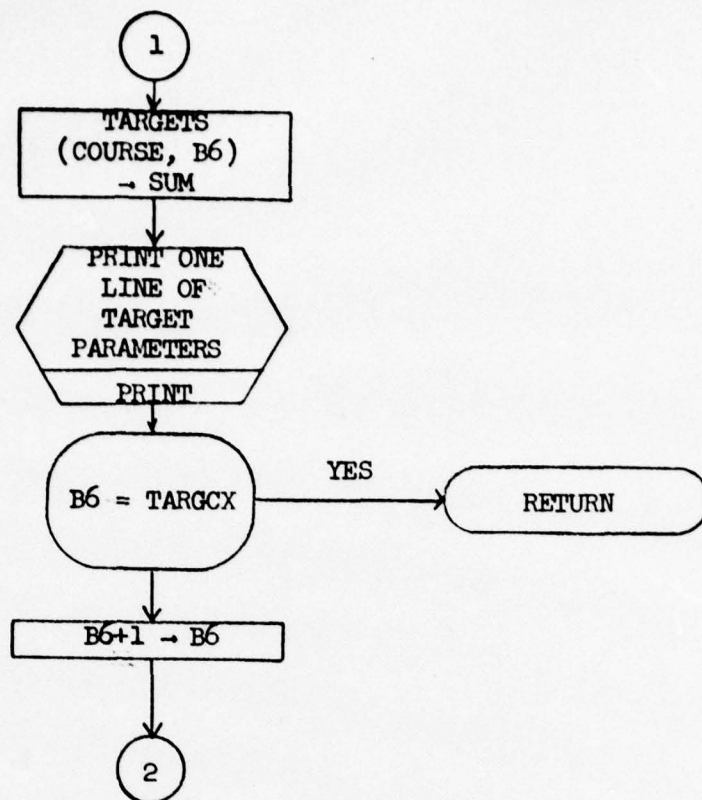 1
TARGETS
(COURSE, B6)
→ SUM
PRINT ONE
LINE OF
TARGET
PARAMETERS
PRINT
B6 = TARGCX
YES
RETURN
B6+1 → B6
2